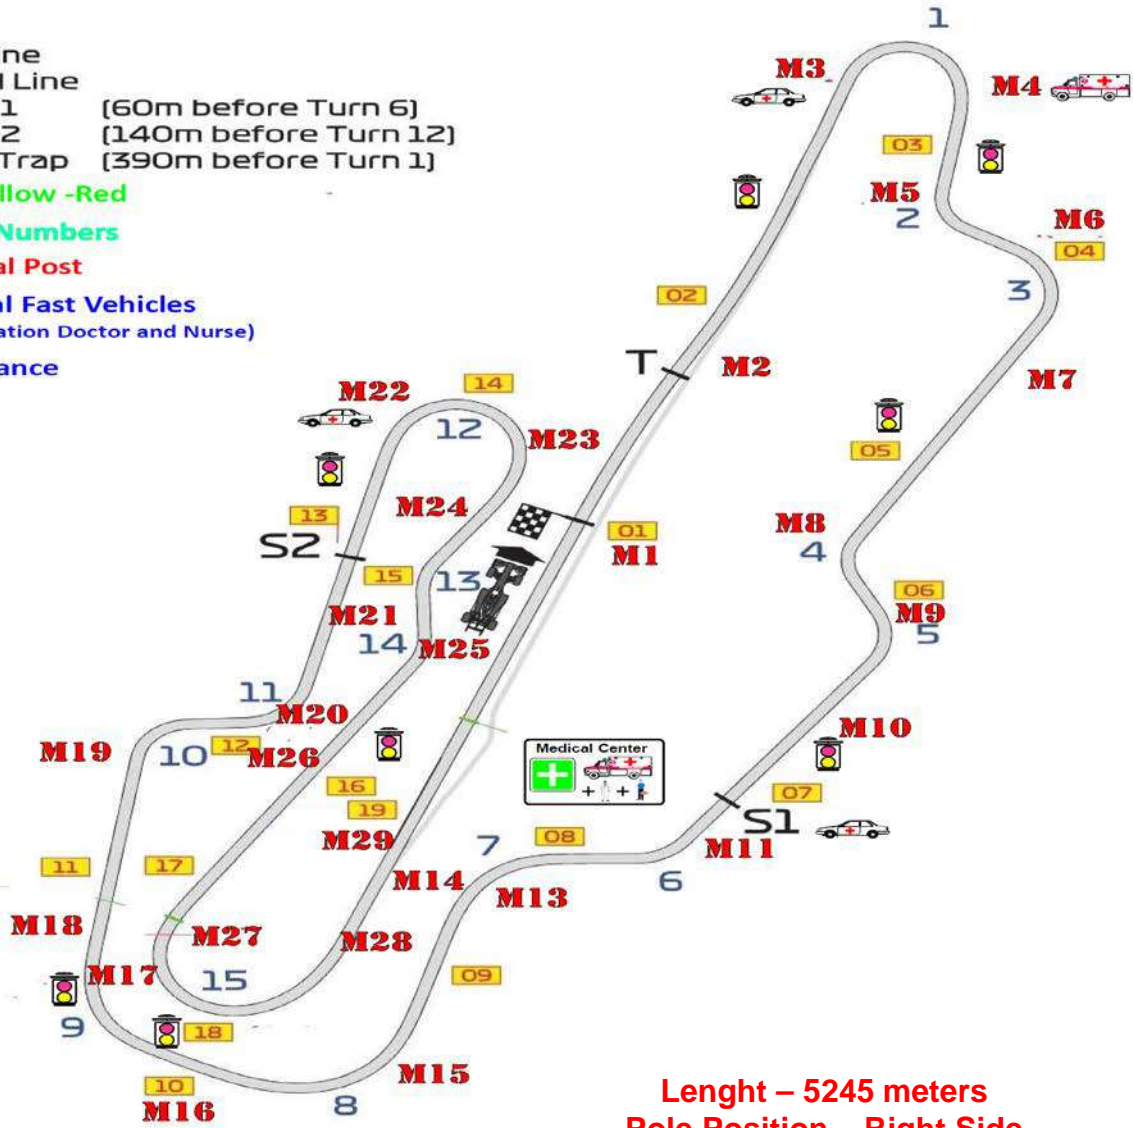 1
ne
Line
1 (60m before Turn 6)
2 (140m before Turn 12)
Trap (390m before Turn 1)
llow -Red
Numbers
al Post
al Fast Vehicles
ation Doctor and Nurse)
ance
M3
M4
03
M5
2
M6
04
3
02
T
M2
M7
M22
14
12
M23
05
M24
13
S2
M8
4
01
M1
15
13
06
M9
5
M21
14
M25
11
M20
M19
10
12
M26
M10
Medical Center
16
19
07
S1
M29
7
08
M11
6
11
17
M14
M13
M18
M27
M28
M17
15
09
9
18
M15
10
M16
8
Lenght – 5245 meters
Pole Position – Right Side